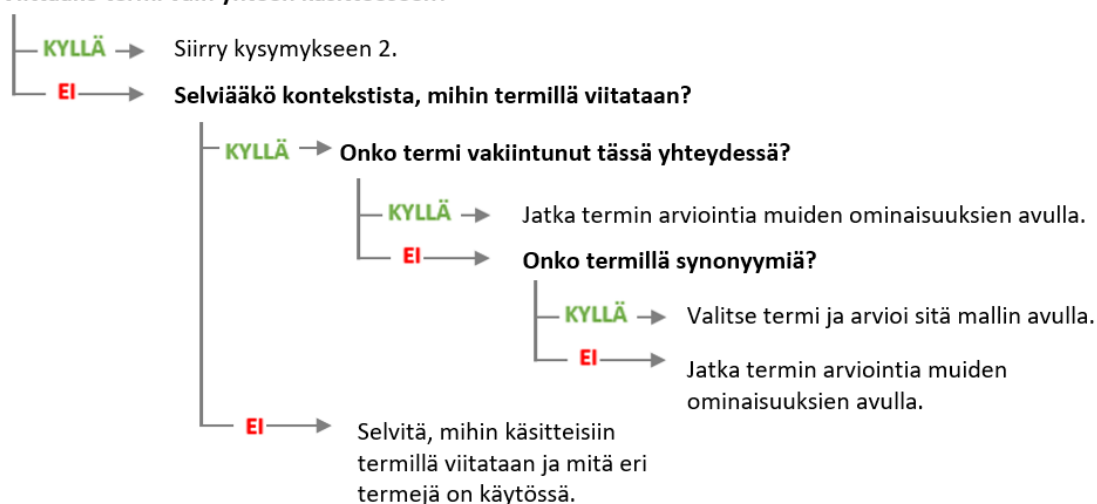 KYLLÄ Siirry kysymykseen 2.
EI Selviääkö kontekstista, mihin termillä viitataan?
KYLLÄ Onko termi vakiintunut tässä yhteydessä?
KYLLÄ Jatka termin arviointia muiden ominaisuuksien avulla.
EI Onko termillä synonyymiä?
KYLLÄ Valitse termi ja arvioi sitä mallin avulla.
EI Jatka termin arviointia muiden
ominaisuuksien avulla.
EI Selvitä, mihin käsitteisiin
termillä viitataan ja mitä eri
termejä on käytössä.